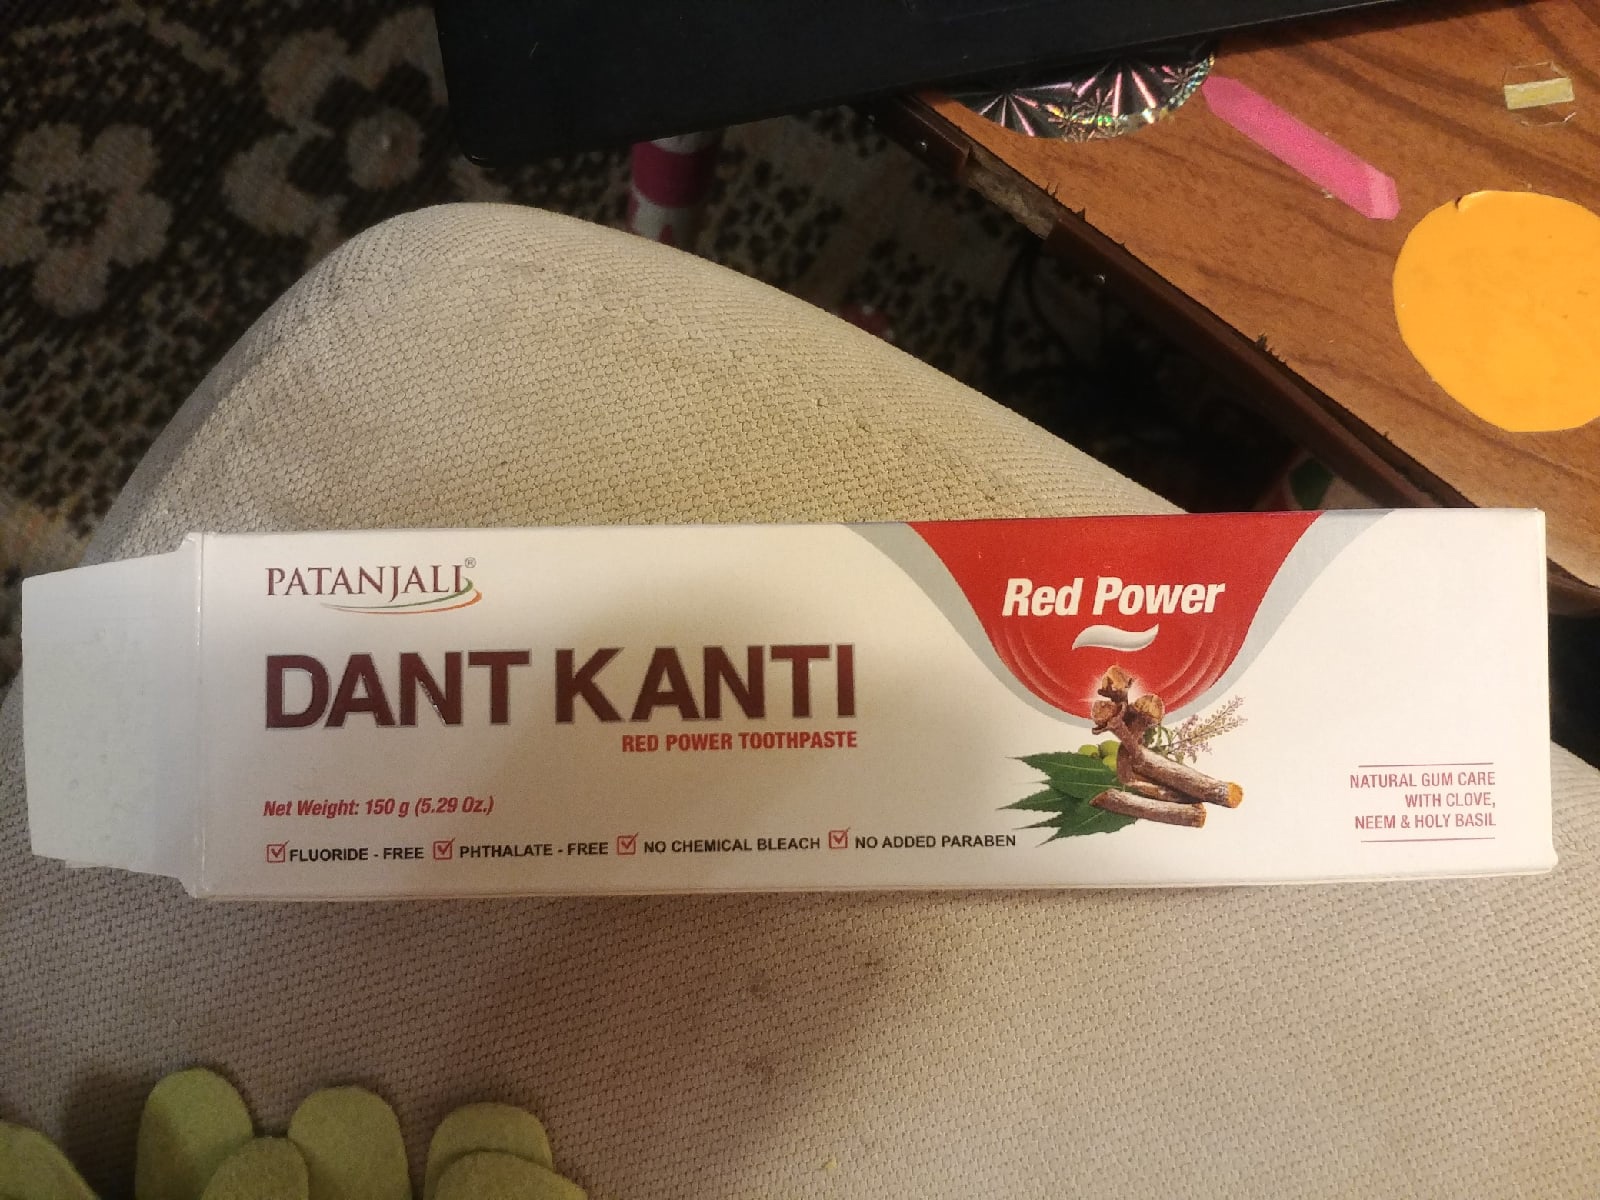 PATANJALI®
DANT KANTI
RED POWER TOOTHPASTE
Net Weight: 150 g (5.29 Oz.)
FLUORIDE - FREE PHTHALATE - FREE NO CHEMICAL BLEACH NO ADDED PARABEN
Red Power
NATURAL GUM CARE
WITH CLOVE,
NEEM & HOLY BASIL